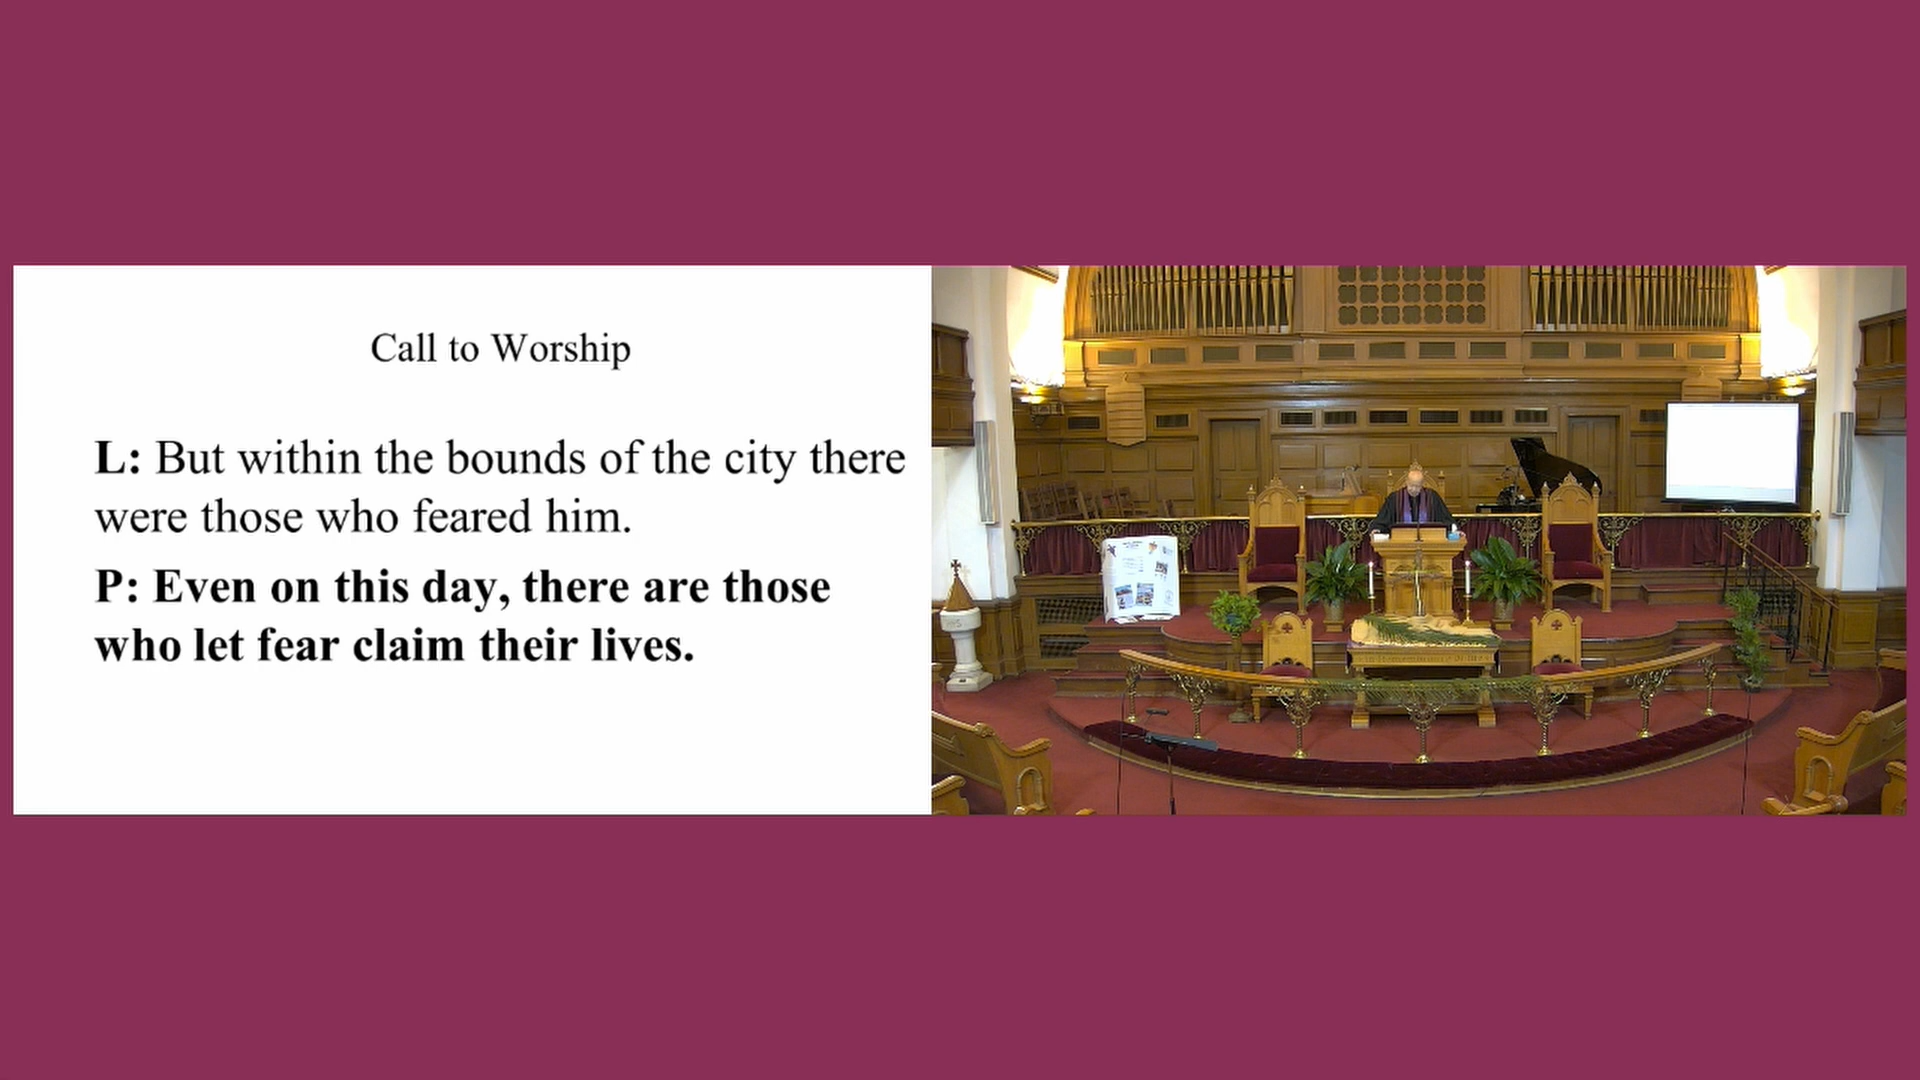 Call to Worship
L: But within the bounds of the city there
were those who feared him.
P: Even on this day, there are those
who let fear claim their lives.